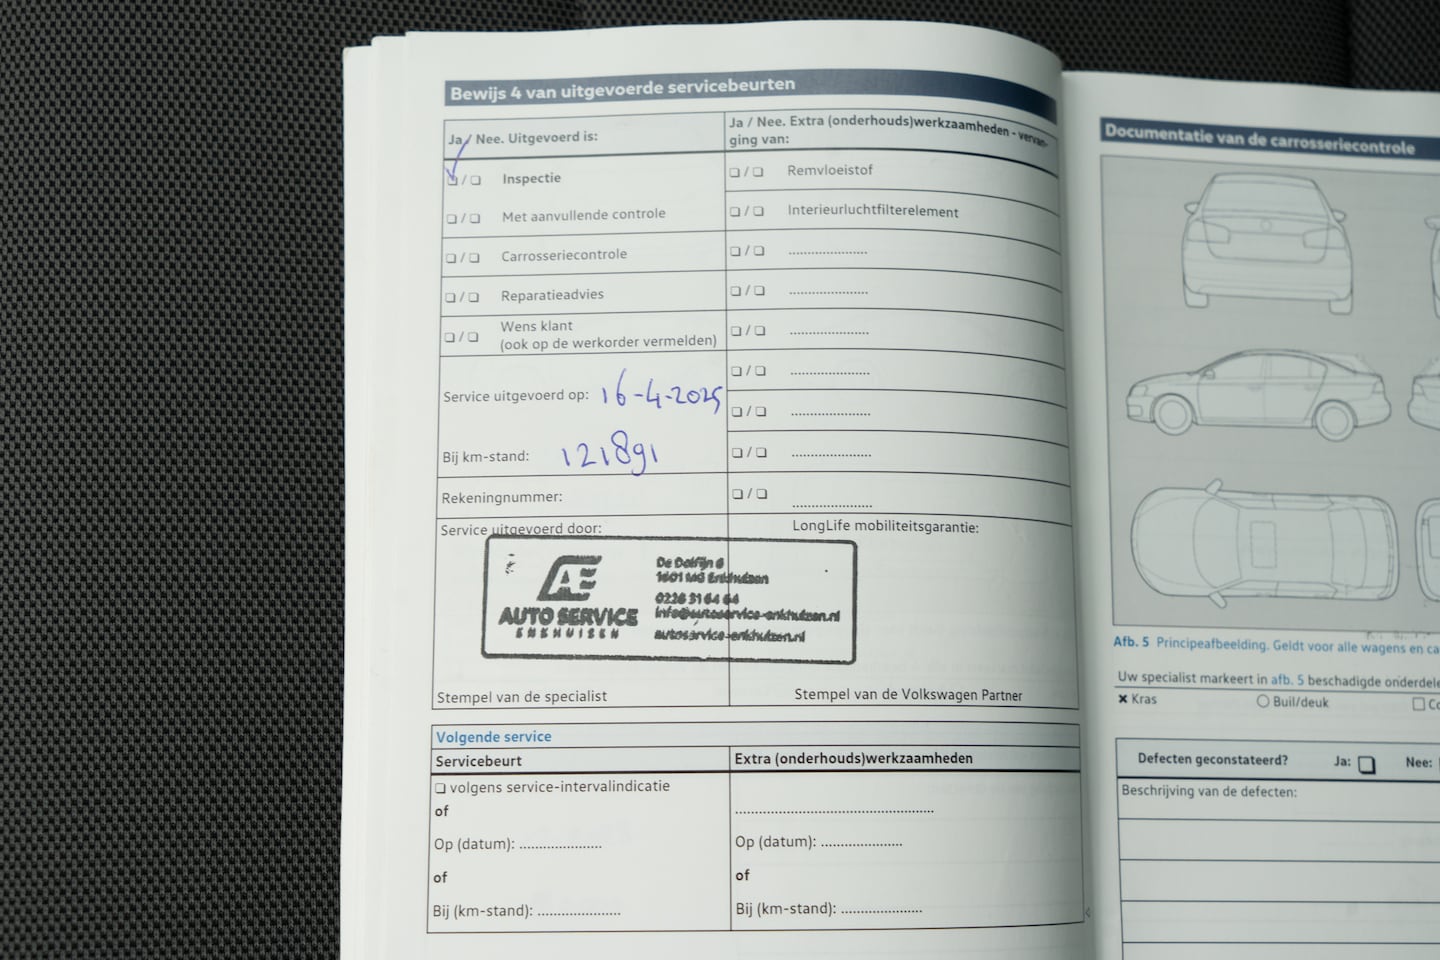 Bewijs 4 van uitgevoerde servicebeurten
Ja / Nee. Uitgevoerd is:
Ja / Nee. Extra (onderhouds)werkzaamheden - vervan-
ging van:
/ Inspectie
/ Met aanvullende controle
/ Carrosseriecontrole
/ Reparatieadvies
/ Wens klant
(ook op de werkorder vermelden)
/ Remvloeistof
/ Interieurluchtfilterelement
/ ....................
/ ....................
/ ....................
/ ....................
/ ....................
/ ....................
/ ....................
Service uitgevoerd op: 16-4-2025
Bij km-stand: 121891
Rekeningnummer:
Service uitgevoerd door:
LongLife mobiliteitsgarantie:
AE
AUTO SERVICE
ENKHUIZEN
De Dolfijn 6
1601 MG Enkhuizen
0228 31 64 64
info@autoservice-enkhuizen.nl
autoservice-enkhuizen.nl
Stempel van de specialist
Stempel van de Volkswagen Partner
Volgende service
Servicebeurt
Extra (onderhouds)werkzaamheden
volgens service-intervalindicatie
of
Op (datum): ....................
of
Bij (km-stand): ....................
................................................
Op (datum): ....................
of
Bij (km-stand): ....................
Documentatie van de carrosseriecontrole
Afb. 5 Principeafbeelding. Geldt voor alle wagens en ca
Uw specialist markeert in afb. 5 beschadigde onderdele
Kras
Buil/deuk
Defecten geconstateerd? Ja: Nee:
Beschrijving van de defecten: